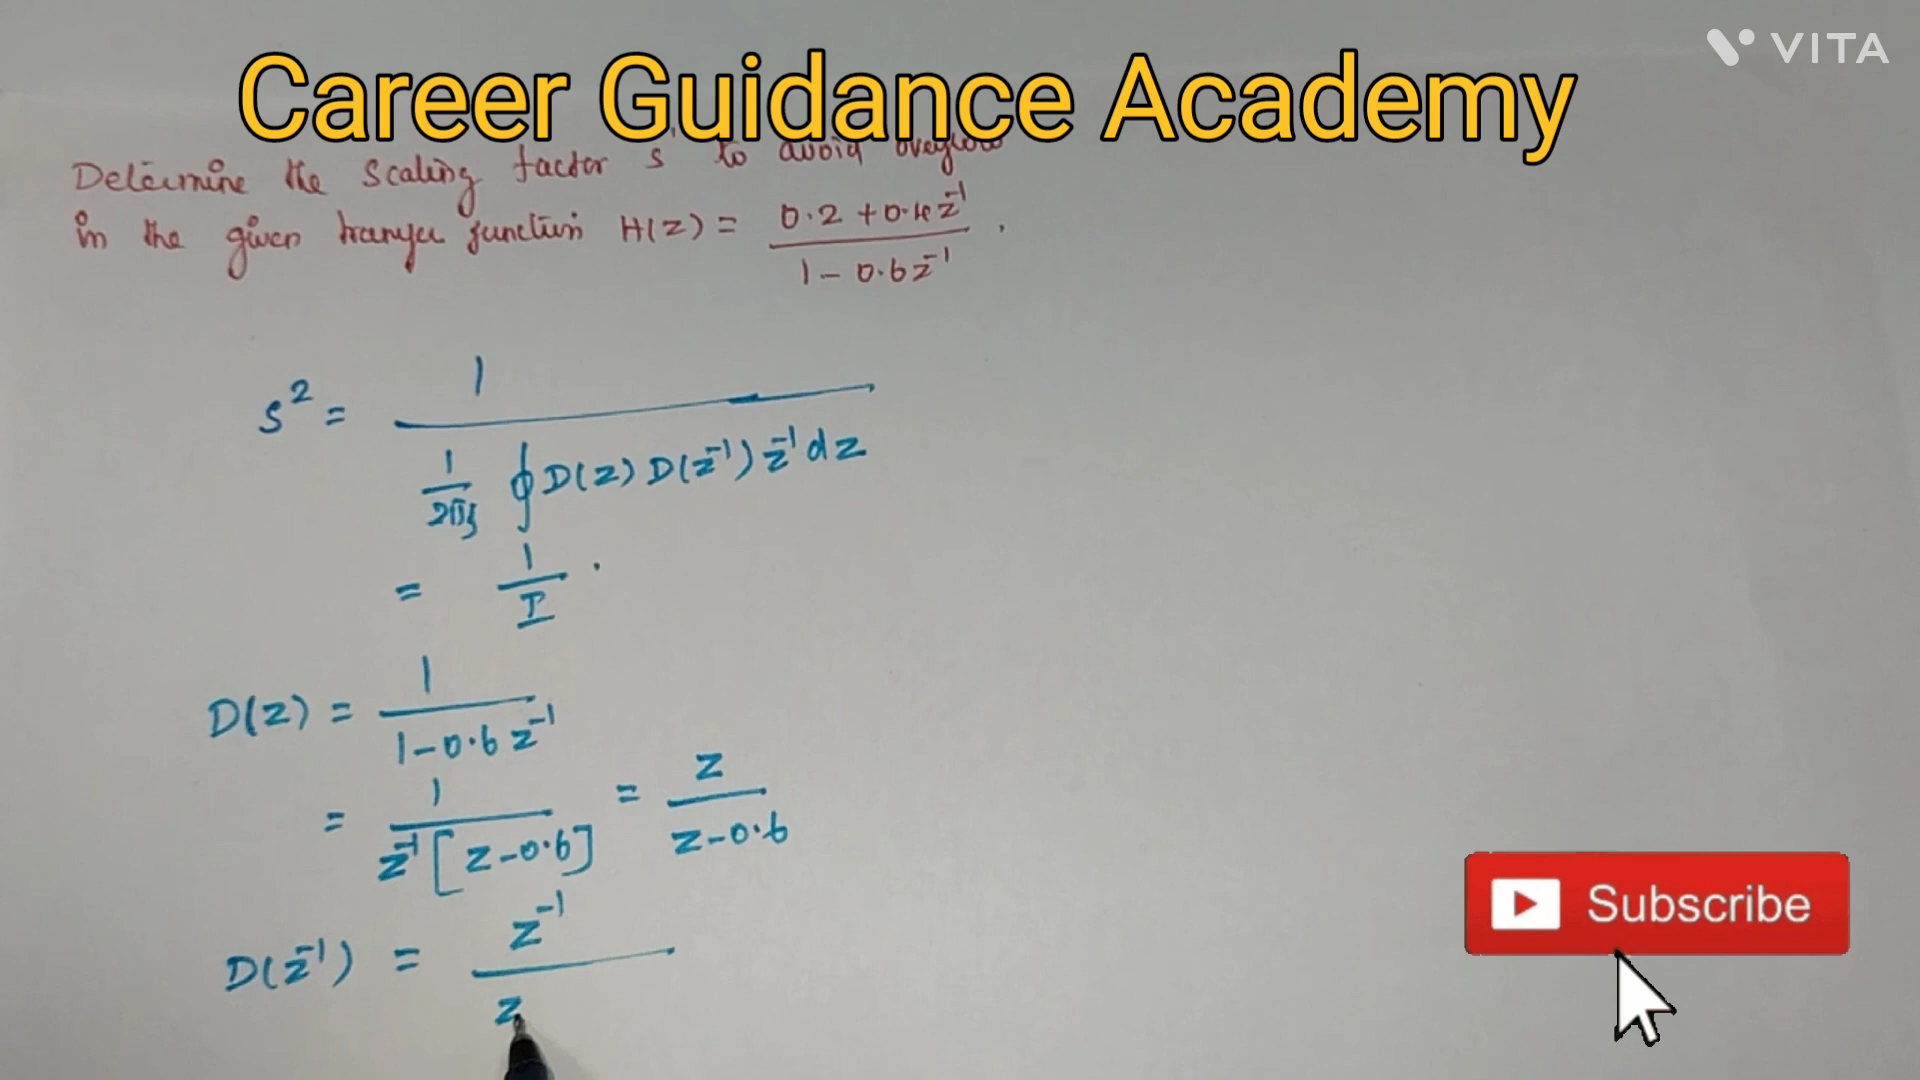 VITA
Career Guidance Academy
Determine the scaling factor s to avoid overflow
in the given transfer function H(z) = 0.2 + 0.4z⁻¹ / 1 - 0.6z⁻¹ .
s² = 1 / 1/2πj ∮ D(z) D(z⁻¹) z⁻¹ dz
= 1/I .
D(z) = 1 / 1 - 0.6 z⁻¹
= 1 / z⁻¹ [z - 0.6] = z / z - 0.6
D(z⁻¹) = z⁻¹ / z
Subscribe